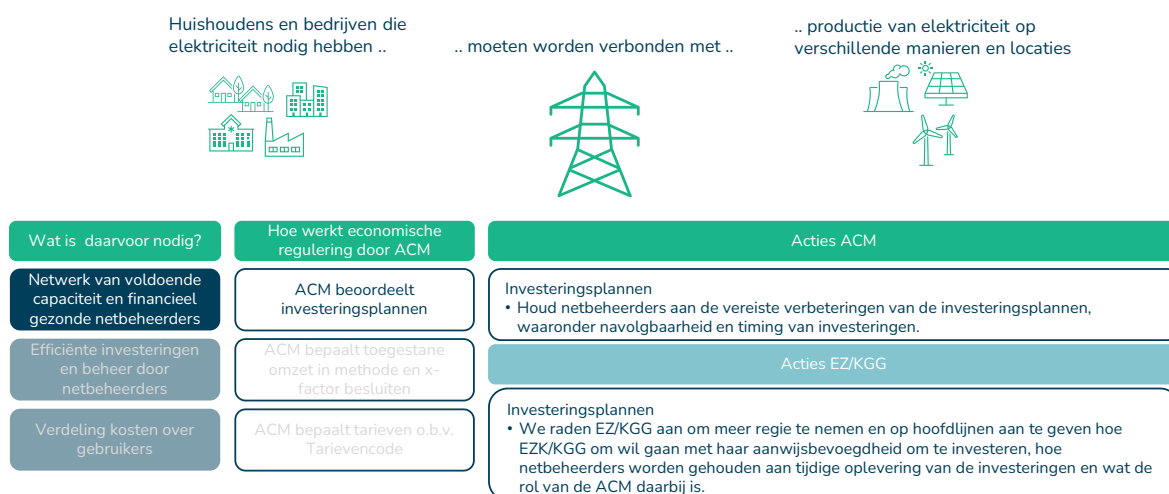 Huishoudens en bedrijven die
elektriciteit nodig hebben ..
.. moeten worden verbonden met ..
.. productie van elektriciteit op
verschillende manieren en locaties
Wat is daarvoor nodig?
Hoe werkt economische
regulering door ACM
Acties ACM
Netwerk van voldoende
capaciteit en financieel
gezonde netbeheerders
ACM beoordeelt
investeringsplannen
Investeringsplannen
• Houd netbeheerders aan de vereiste verbeteringen van de investeringsplannen,
waaronder navolgbaarheid en timing van investeringen.
Efficiënte investeringen
en beheer door
netbeheerders
ACM bepaalt toegestane
omzet in methode en x-
factor besluiten
Acties EZ/KGG
Verdeling kosten over
gebruikers
ACM bepaalt tarieven o.b.v.
Tarievencode
Investeringsplannen
• We raden EZ/KGG aan om meer regie te nemen en op hoofdlijnen aan te geven hoe
EZK/KGG om wil gaan met haar aanwijsbevoegdheid om te investeren, hoe
netbeheerders worden gehouden aan tijdige oplevering van de investeringen en wat de
rol van de ACM daarbij is.